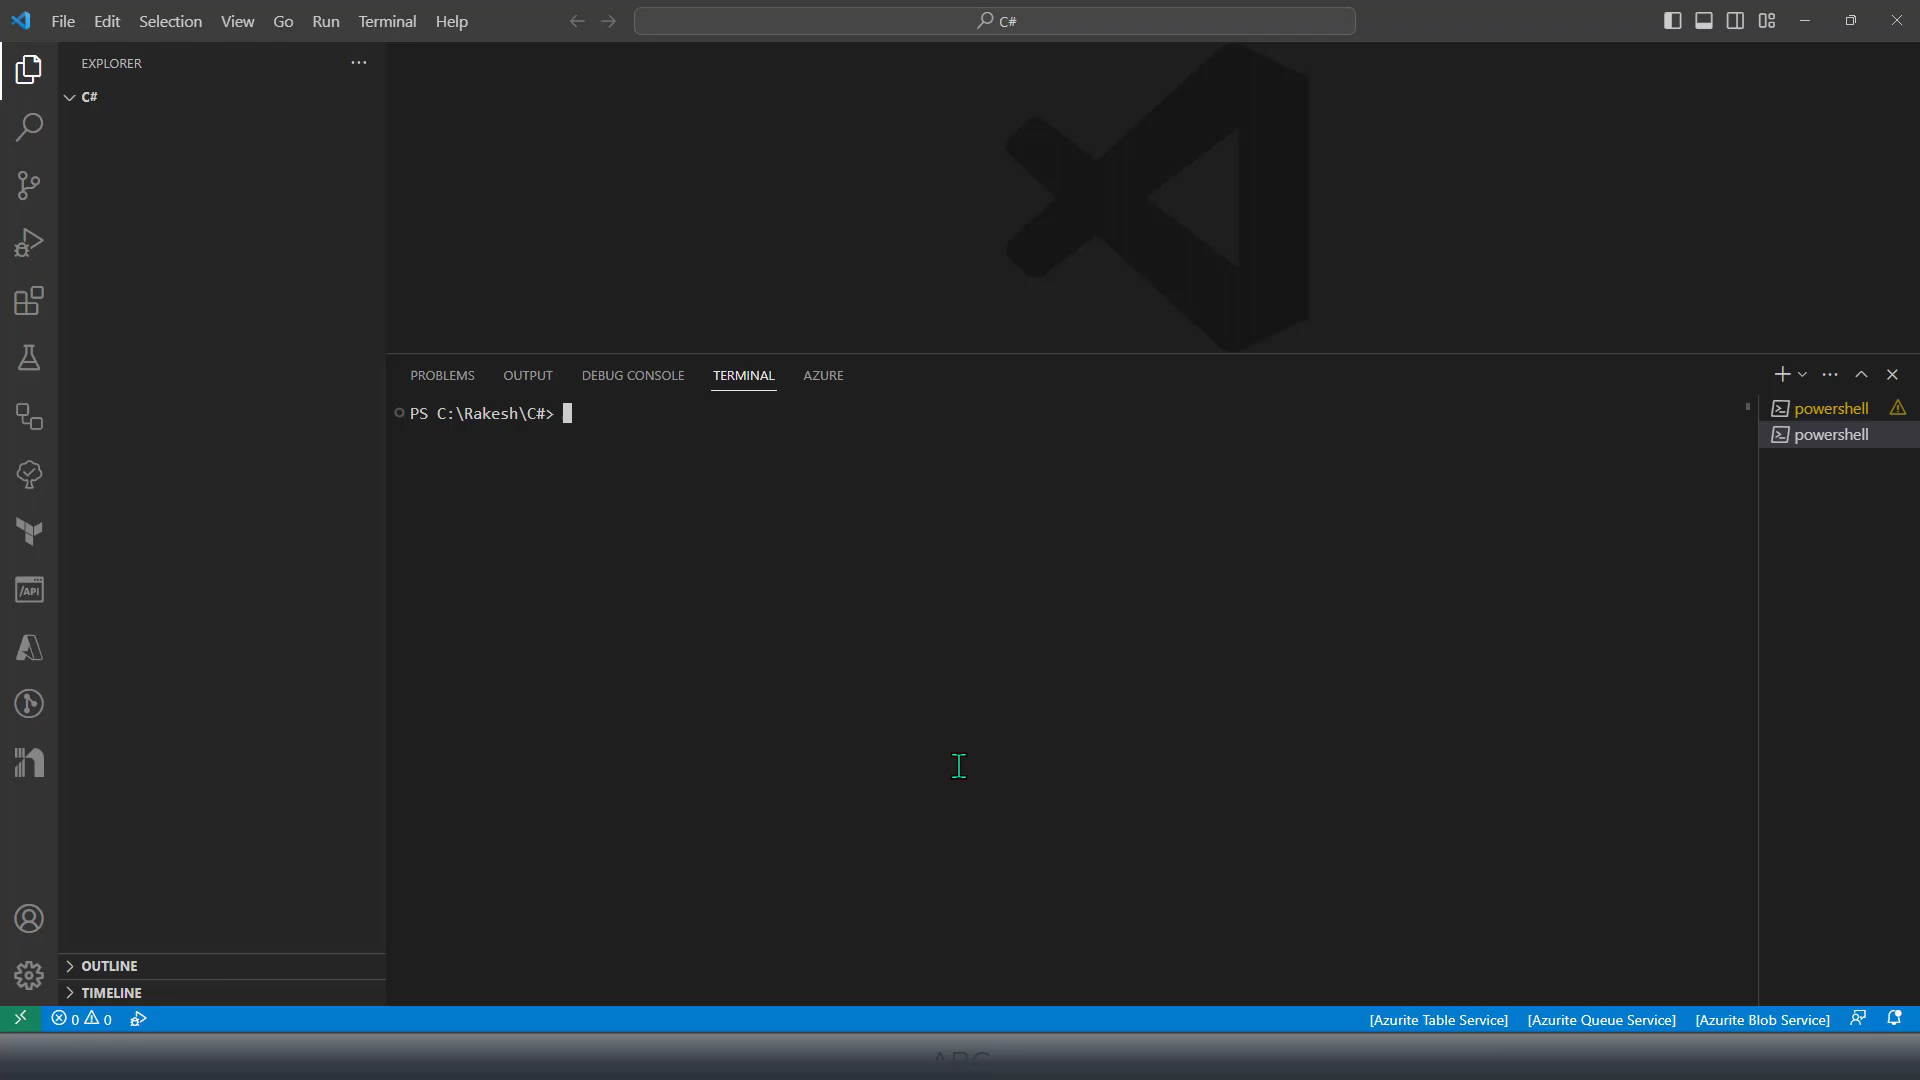 File Edit Selection View Go Run Terminal Help
C#
EXPLORER
C#
PROBLEMS OUTPUT DEBUG CONSOLE TERMINAL AZURE
PS C:\Rakesh\C#>
powershell
powershell
/API
OUTLINE
TIMELINE
0 0
[Azurite Table Service] [Azurite Queue Service] [Azurite Blob Service]